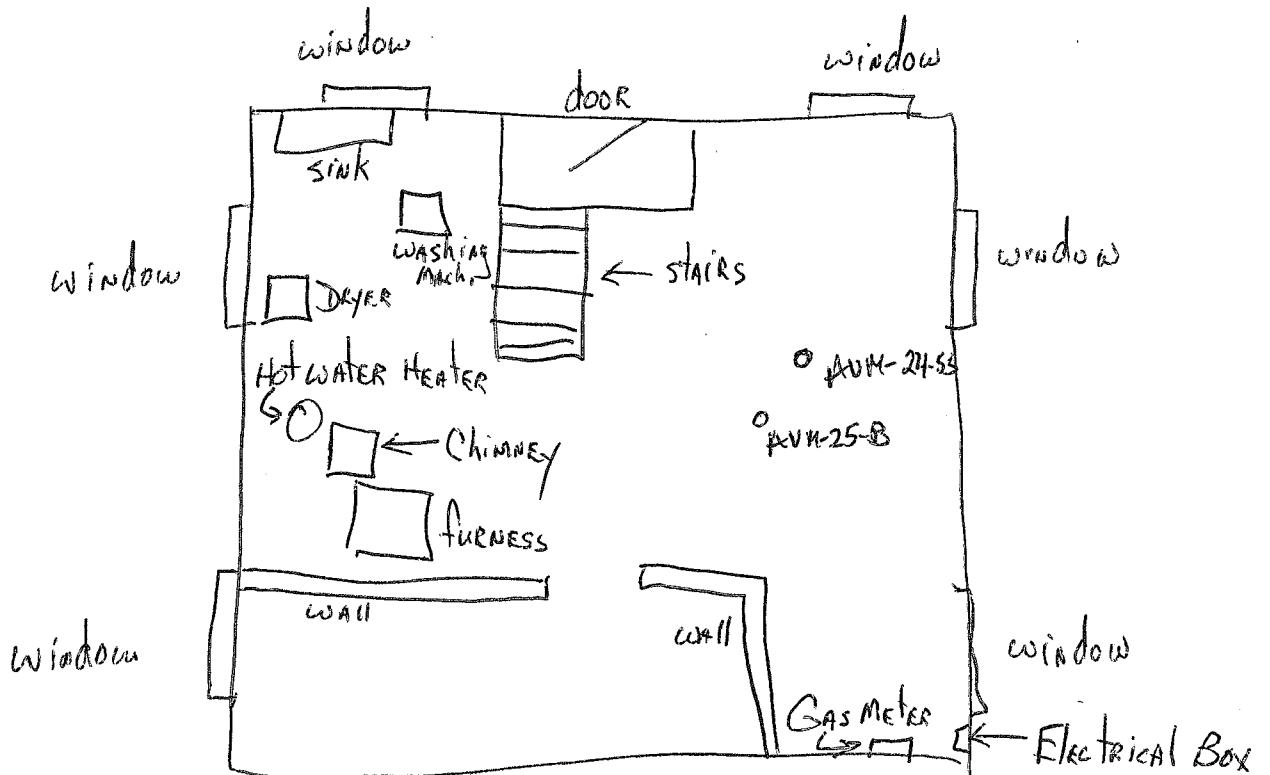 window
window
door
sink
Washing
Mach.
stairs
window
window
Dryer
Hot Water Heater
AVM-24-SS
AVM-25-B
Chimney
furness
wall
wall
window
window
Gas Meter
Electrical Box